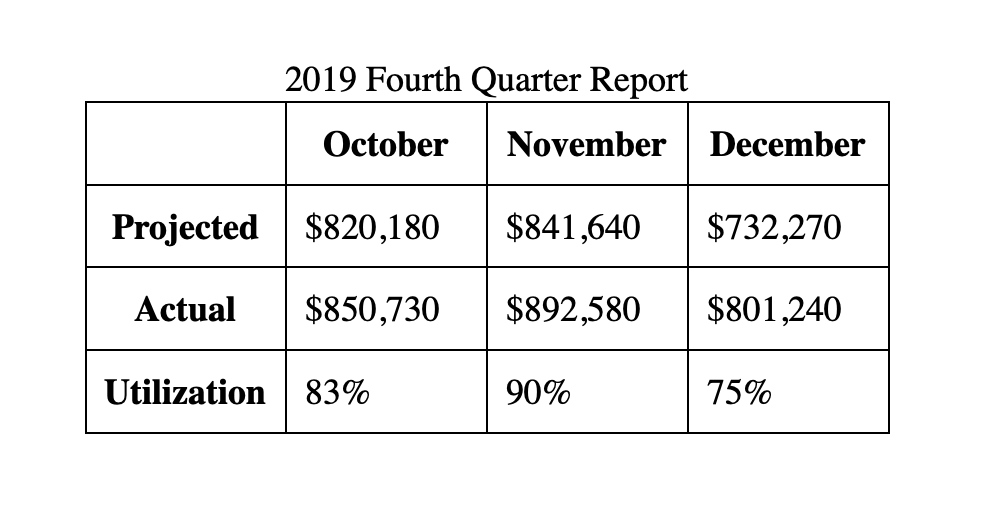 2019 Fourth Quarter Report
October November December
Projected $820,180 $841,640 $732,270
Actual $850,730 $892,580 $801,240
Utilization 83% 90% 75%